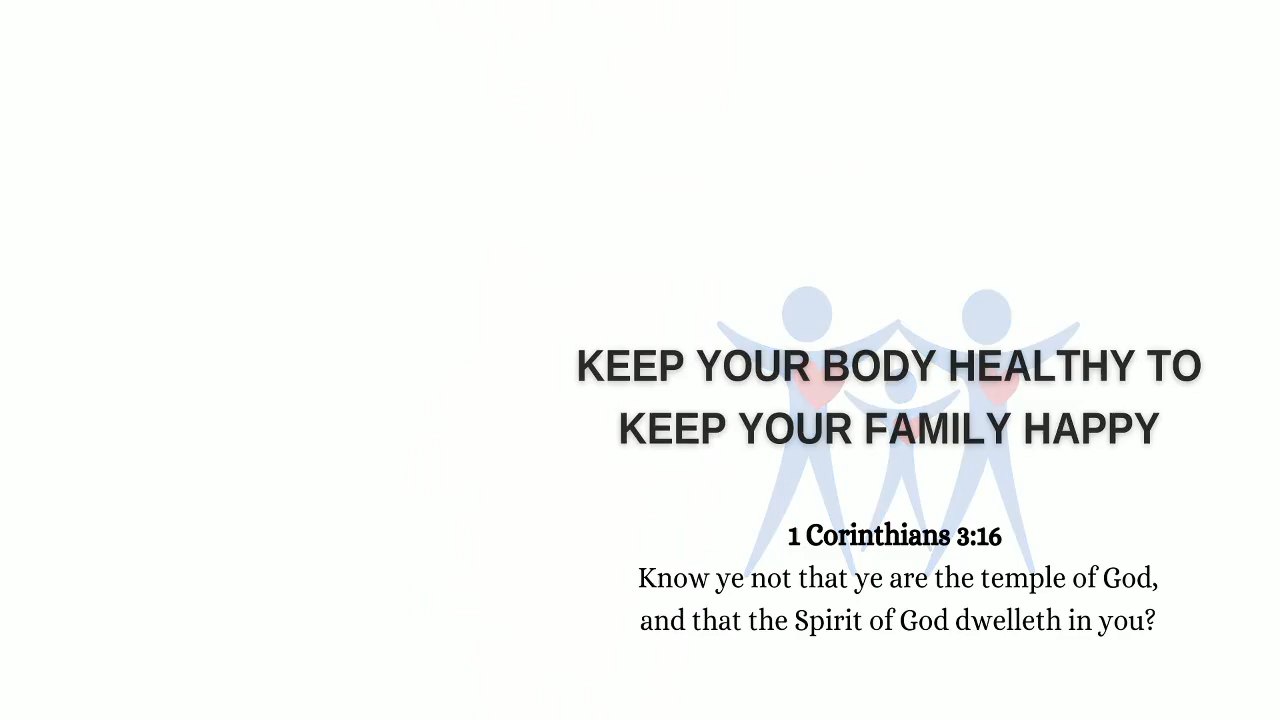 KEEP YOUR BODY HEALTHY TO
KEEP YOUR FAMILY HAPPY
1 Corinthians 3:16
Know ye not that ye are the temple of God,
and that the Spirit of God dwelleth in you?